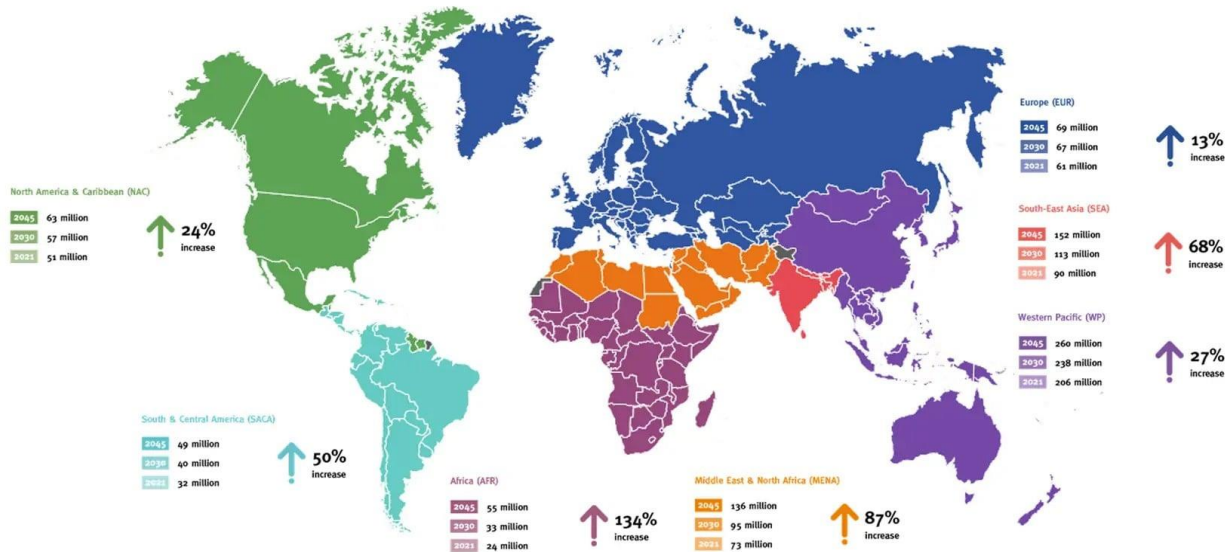 Europe (EUR)
2045 69 million
2030 67 million
2021 61 million
13%
increase
North America & Caribbean (NAC)
2045 63 million
2030 57 million
2021 51 million
24%
increase
South-East Asia (SEA)
2045 152 million
2030 113 million
2021 90 million
68%
increase
Western Pacific (WP)
2045 260 million
2030 238 million
2021 206 million
27%
increase
South & Central America (SACA)
2045 49 million
2030 40 million
2021 32 million
50%
increase
Africa (AFR)
2045 55 million
2030 33 million
2021 24 million
134%
increase
Middle East & North Africa (MENA)
2045 136 million
2030 95 million
2021 73 million
87%
increase